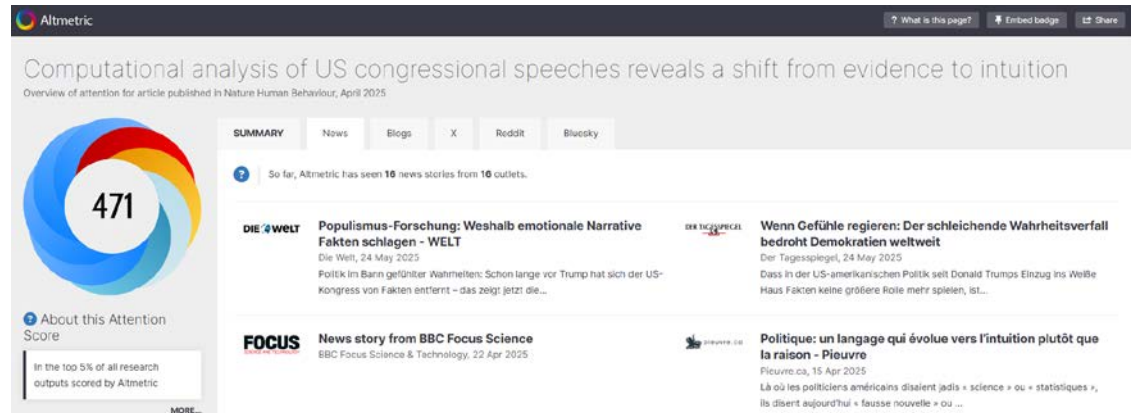 Altmetric
? What is this page?
Embed badge
Share
Computational analysis of US congressional speeches reveals a shift from evidence to intuition
Overview of attention for article published in Nature Human Behaviour, April 2025
SUMMARY
News
Blogs
X
Reddit
Bluesky
471
? So far, Altmetric has seen 16 news stories from 16 outlets.
DIE WELT
Populismus-Forschung: Weshalb emotionale Narrative
Fakten schlagen - WELT
Die Welt, 24 May 2025
Politik im Bann gefühlter Wahrheiten: Schon lange vor Trump hat sich der US-
Kongress von Fakten entfernt – das zeigt jetzt die...
DER TAGESSPIEGEL
Wenn Gefühle regieren: Der schleichende Wahrheitsverfall
bedroht Demokratien weltweit
Der Tagesspiegel, 24 May 2025
Dass in der US-amerikanischen Politik seit Donald Trumps Einzug ins Weiße
Haus Fakten keine größere Rolle mehr spielen, ist...
? About this Attention
Score
In the top 5% of all research
outputs scored by Altmetric
MORE...
FOCUS
SCIENCE AND TECHNOLOGY
News story from BBC Focus Science
BBC Focus Science & Technology, 22 Apr 2025
pieuvre.ca
Politique: un langage qui évolue vers l'intuition plutôt que
la raison - Pieuvre
Pieuvre.ca, 15 Apr 2025
Là où les politiciens américains disaient jadis « science » ou « statistiques »,
ils disent aujourd'hui « fausse nouvelle » ou ...